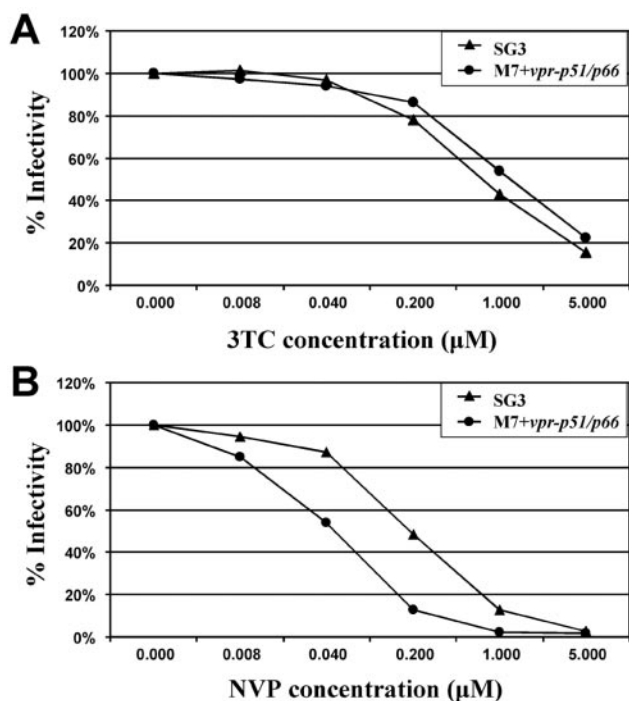 A
120%
100%
80%
60%
40%
20%
0%
% Infectivity
SG3
M7+vpr-p51/p66
0.000 0.008 0.040 0.200 1.000 5.000
3TC concentration (µM)
B
120%
100%
80%
60%
40%
20%
0%
% Infectivity
SG3
M7+vpr-p51/p66
0.000 0.008 0.040 0.200 1.000 5.000
NVP concentration (µM)